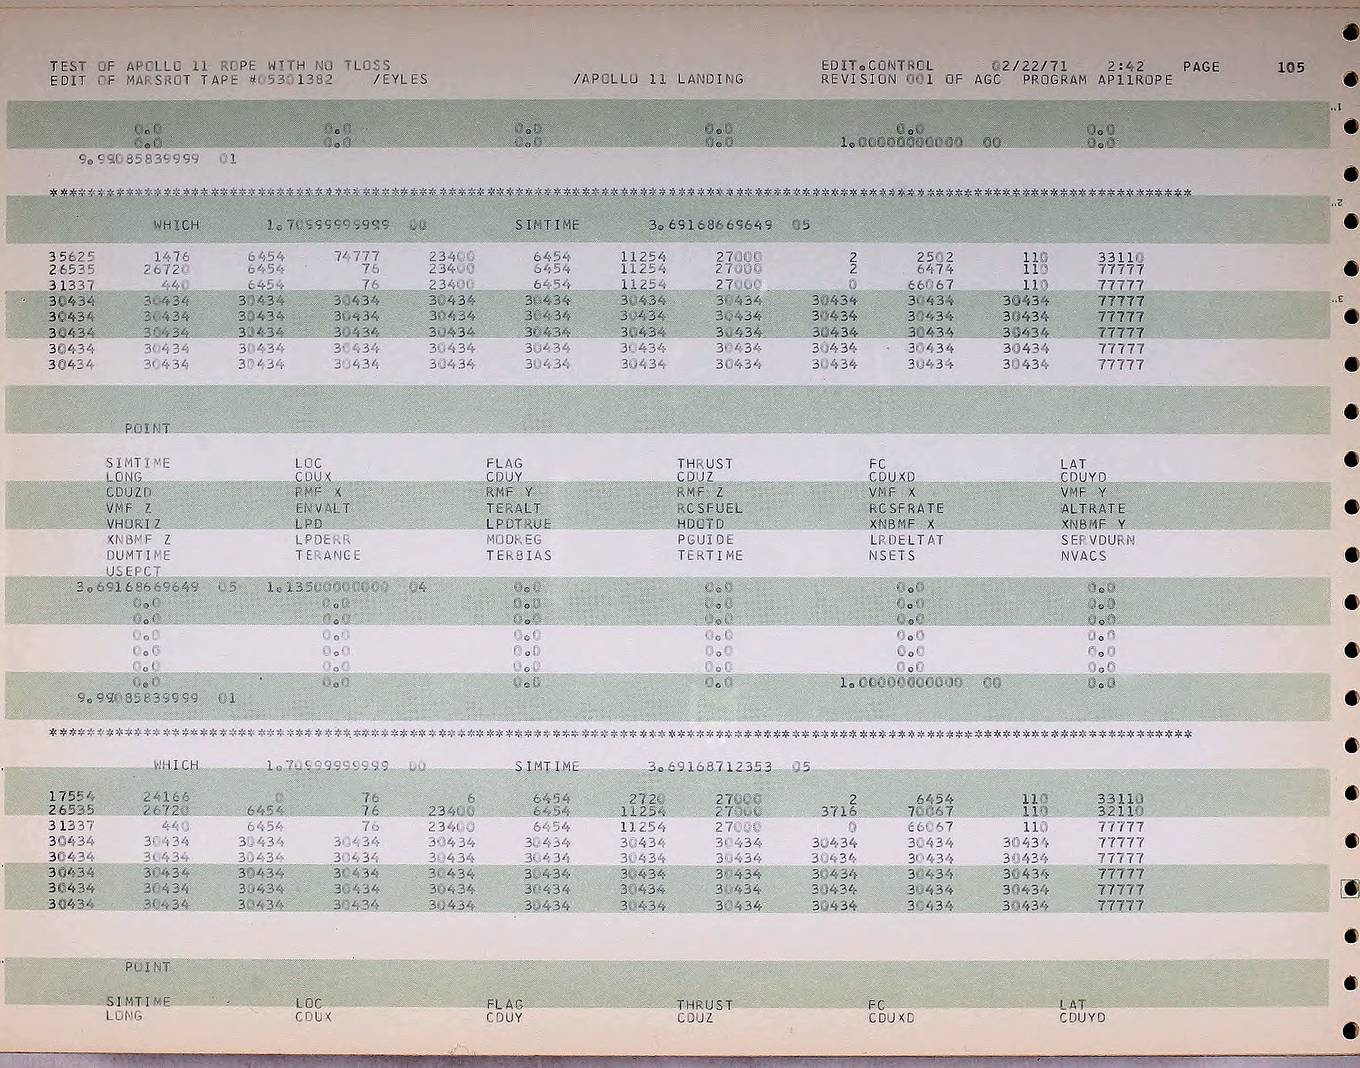 TEST OF APOLLO 11 ROPE WITH NO TLOSS EDIT.CONTROL 02/22/71 2:42 PAGE 105
EDIT OF MARSROT TAPE #05301382 /EYLES /APOLLO 11 LANDING REVISION 001 OF AGC PROGRAM AP11ROPE
0.0 0.0 0.0 0.0 0.0 0.0
0.0 0.0 0.0 0.0 1.00000000000 00 0.0
9.99085839999 01
************************************************************************************************************************
WHICH 1.70999999999 00 SIMTIME 3.69168669649 05
35625 1476 6454 74777 23400 6454 11254 27000 2 2502 110 33110
26535 26720 6454 76 23400 6454 11254 27000 2 6474 110 77777
31337 440 6454 76 23400 6454 11254 27000 0 66067 110 77777
30434 30434 30434 30434 30434 30434 30434 30434 30434 30434 30434 77777
30434 30434 30434 30434 30434 30434 30434 30434 30434 30434 30434 77777
30434 30434 30434 30434 30434 30434 30434 30434 30434 30434 30434 77777
30434 30434 30434 30434 30434 30434 30434 30434 30434 30434 30434 77777
30434 30434 30434 30434 30434 30434 30434 30434 30434 30434 30434 77777
POINT
SIMTIME LOC FLAG THRUST FC LAT
LONG CDUX CDUY CDUZ CDUXD CDUYD
CDUZD RMF X RMF Y RMF Z VMF X VMF Y
VMF Z ENVALT TERALT RCSFUEL RCSFRATE ALTRATE
VHORIZ LPD LPDTRUE HDOTD XNBMF X XNBMF Y
XNBMF Z LPDERR MODREG PGUIDE LRDELTAT SERVDURN
DUMTIME TERANGE TERBIAS TERTIME NSETS NVACS
USEPCT
3.69168669649 05 1.13500000000 04 0.0 0.0 0.0 0.0
0.0 0.0 0.0 0.0 0.0 0.0
0.0 0.0 0.0 0.0 0.0 0.0
0.0 0.0 0.0 0.0 0.0 0.0
0.0 0.0 0.0 0.0 0.0 0.0
0.0 0.0 0.0 0.0 0.0 0.0
0.0 0.0 0.0 0.0 1.00000000000 00 0.0
9.99085839999 01
************************************************************************************************************************
WHICH 1.70999999999 00 SIMTIME 3.69168712353 05
17554 24166 0 76 6 6454 2720 27000 2 6454 110 33110
26535 26720 6454 76 23400 6454 11254 27000 3716 70067 110 32110
31337 440 6454 76 23400 6454 11254 27000 0 66067 110 77777
30434 30434 30434 30434 30434 30434 30434 30434 30434 30434 30434 77777
30434 30434 30434 30434 30434 30434 30434 30434 30434 30434 30434 77777
30434 30434 30434 30434 30434 30434 30434 30434 30434 30434 30434 77777
30434 30434 30434 30434 30434 30434 30434 30434 30434 30434 30434 77777
30434 30434 30434 30434 30434 30434 30434 30434 30434 30434 30434 77777
POINT
SIMTIME LOC FLAG THRUST FC LAT
LONG CDUX CDUY CDUZ CDUXD CDUYD